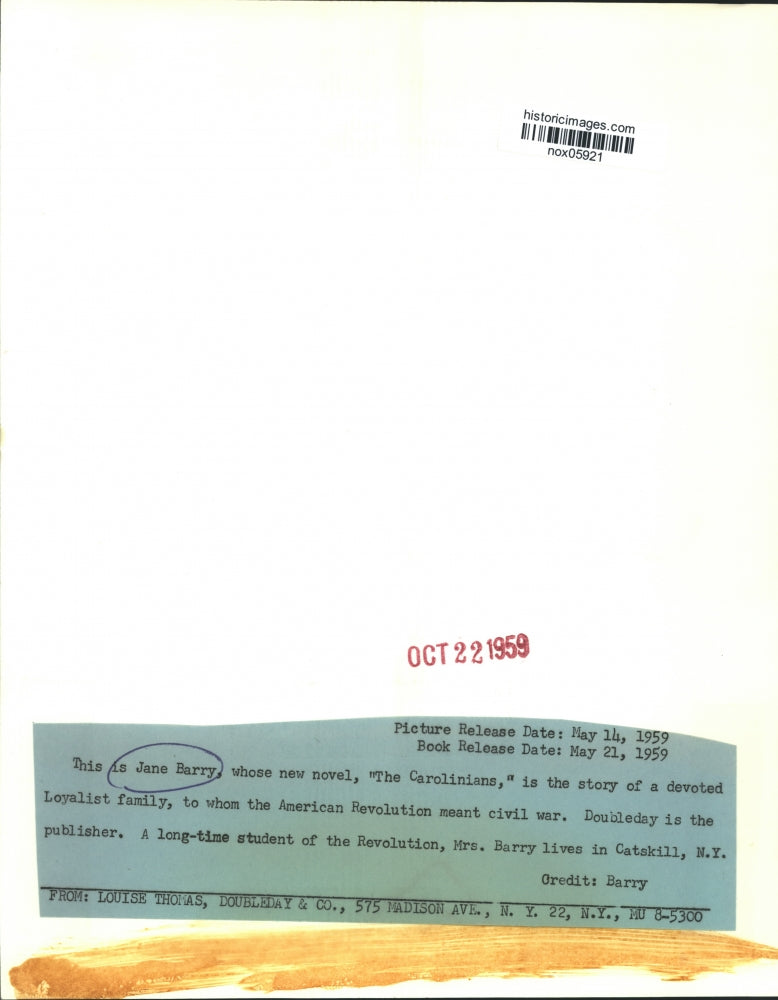 historicimages.com
nox05921
OCT 22 1959
Picture Release Date: May 14, 1959
Book Release Date: May 21, 1959
This is Jane Barry, whose new novel, "The Carolinians," is the story of a devoted
Loyalist family, to whom the American Revolution meant civil war. Doubleday is the
publisher. A long-time student of the Revolution, Mrs. Barry lives in Catskill, N.Y.
Credit: Barry
FROM: LOUISE THOMAS, DOUBLEDAY & CO., 575 MADISON AVE., N. Y. 22, N.Y., MU 8-5300